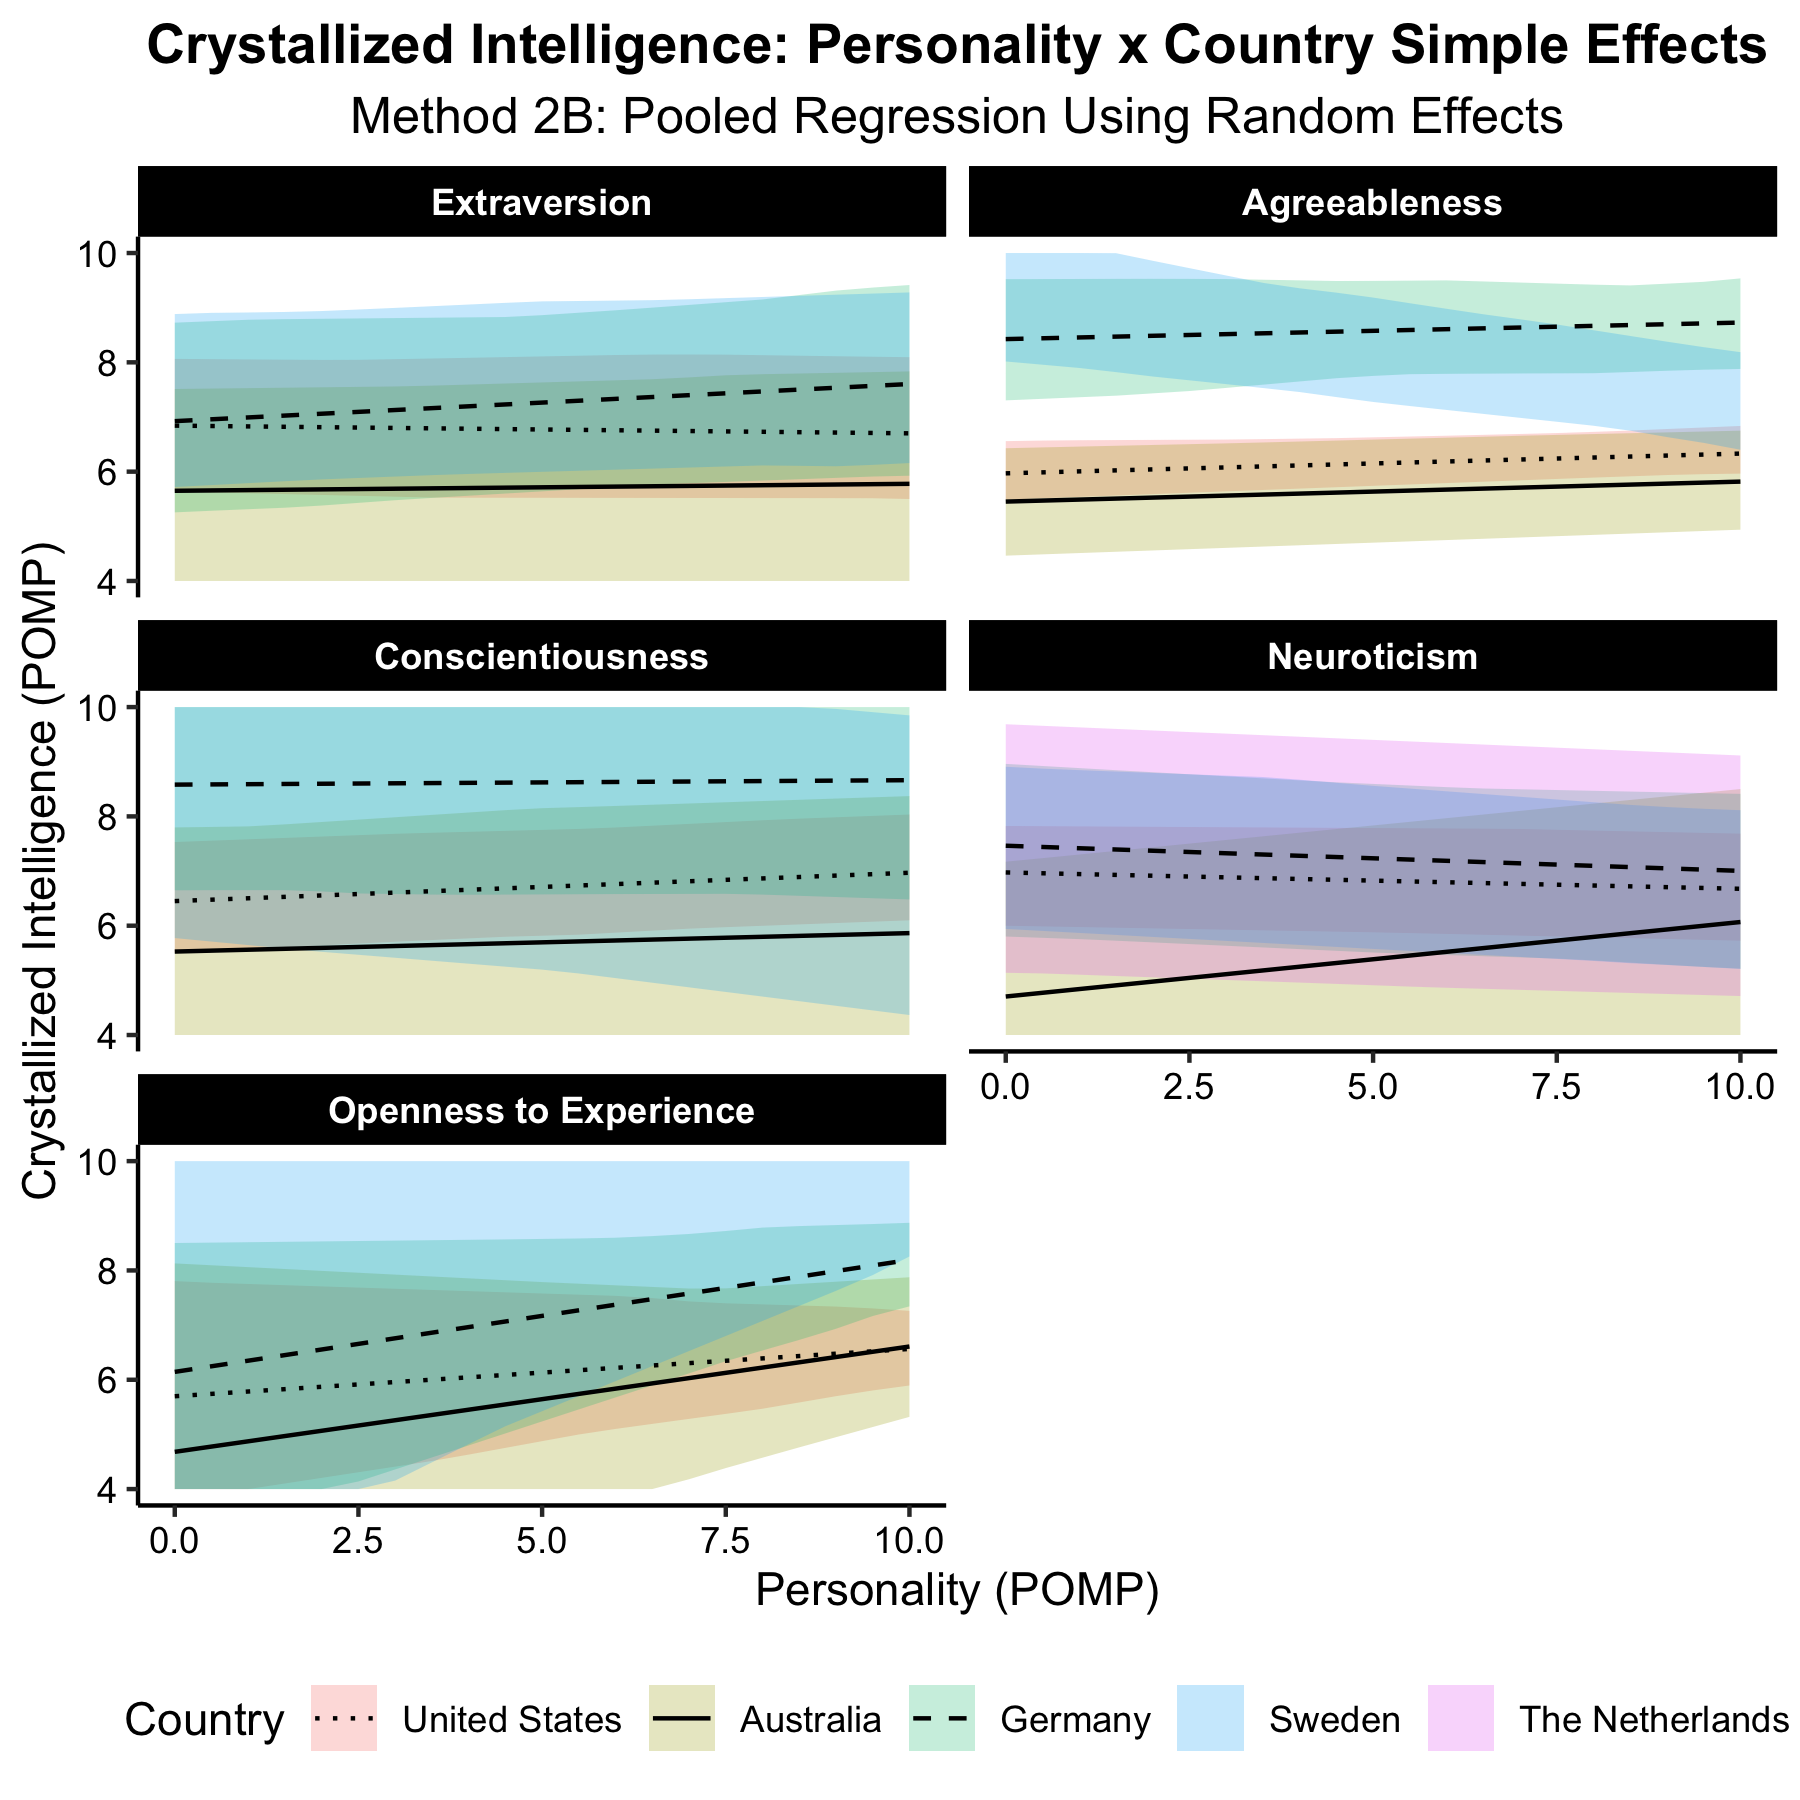 Crystallized Intelligence: Personality x Country Simple Effects
Method 2B: Pooled Regression Using Random Effects
Extraversion
Agreeableness
10
8
6
4
Conscientiousness
Neuroticism
10
8
6
4
0.0 2.5 5.0 7.5 10.0
Openness to Experience
10
8
6
4
0.0 2.5 5.0 7.5 10.0
Crystallized Intelligence (POMP)
Personality (POMP)
Country United States Australia Germany Sweden The Netherlands